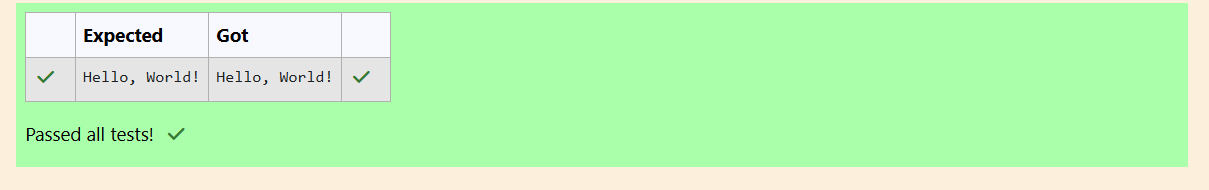 Expected Got
Hello, World! Hello, World!
Passed all tests!